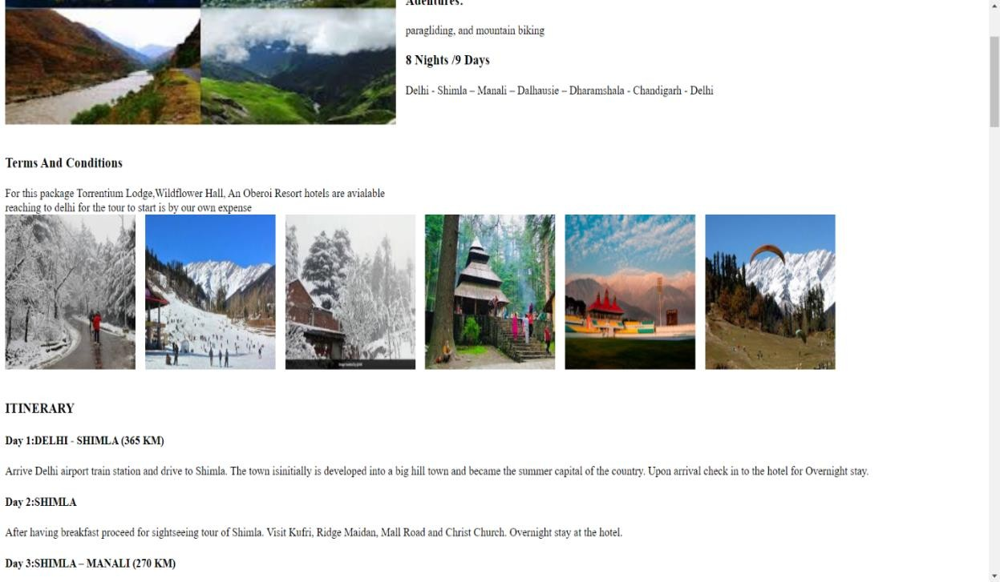 Adentures:
paragliding, and mountain biking
8 Nights /9 Days
Delhi - Shimla – Manali – Dalhausie – Dharamshala - Chandigarh - Delhi
Terms And Conditions
For this package Torrentium Lodge,Wildflower Hall, An Oberoi Resort hotels are avialable
reaching to delhi for the tour to start is by our own expense
ITINERARY
Day 1:DELHI - SHIMLA (365 KM)
Arrive Delhi airport train station and drive to Shimla. The town isinitially is developed into a big hill town and became the summer capital of the country. Upon arrival check in to the hotel for Overnight stay.
Day 2:SHIMLA
After having breakfast proceed for sightseeing tour of Shimla. Visit Kufri, Ridge Maidan, Mall Road and Christ Church. Overnight stay at the hotel.
Day 3:SHIMLA – MANALI (270 KM)